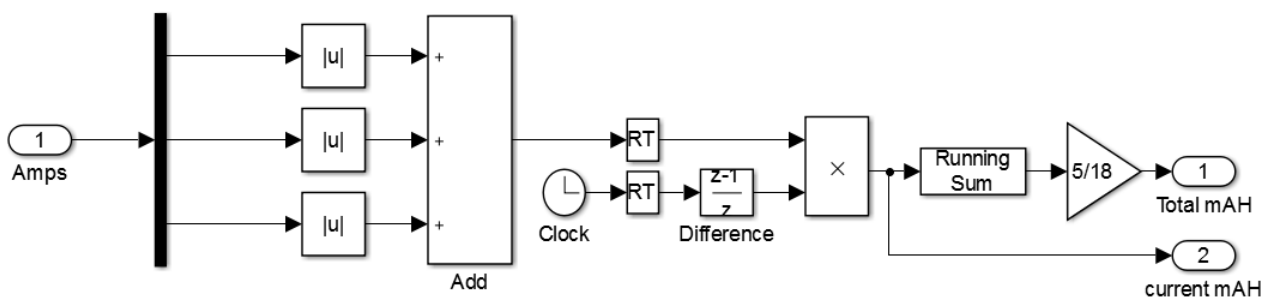 1
Amps
|u|
|u|
|u|
+
+
+
Add
RT
Clock
RT
z-1
z
Difference
×
Running
Sum
5/18
1
Total mAH
2
current mAH